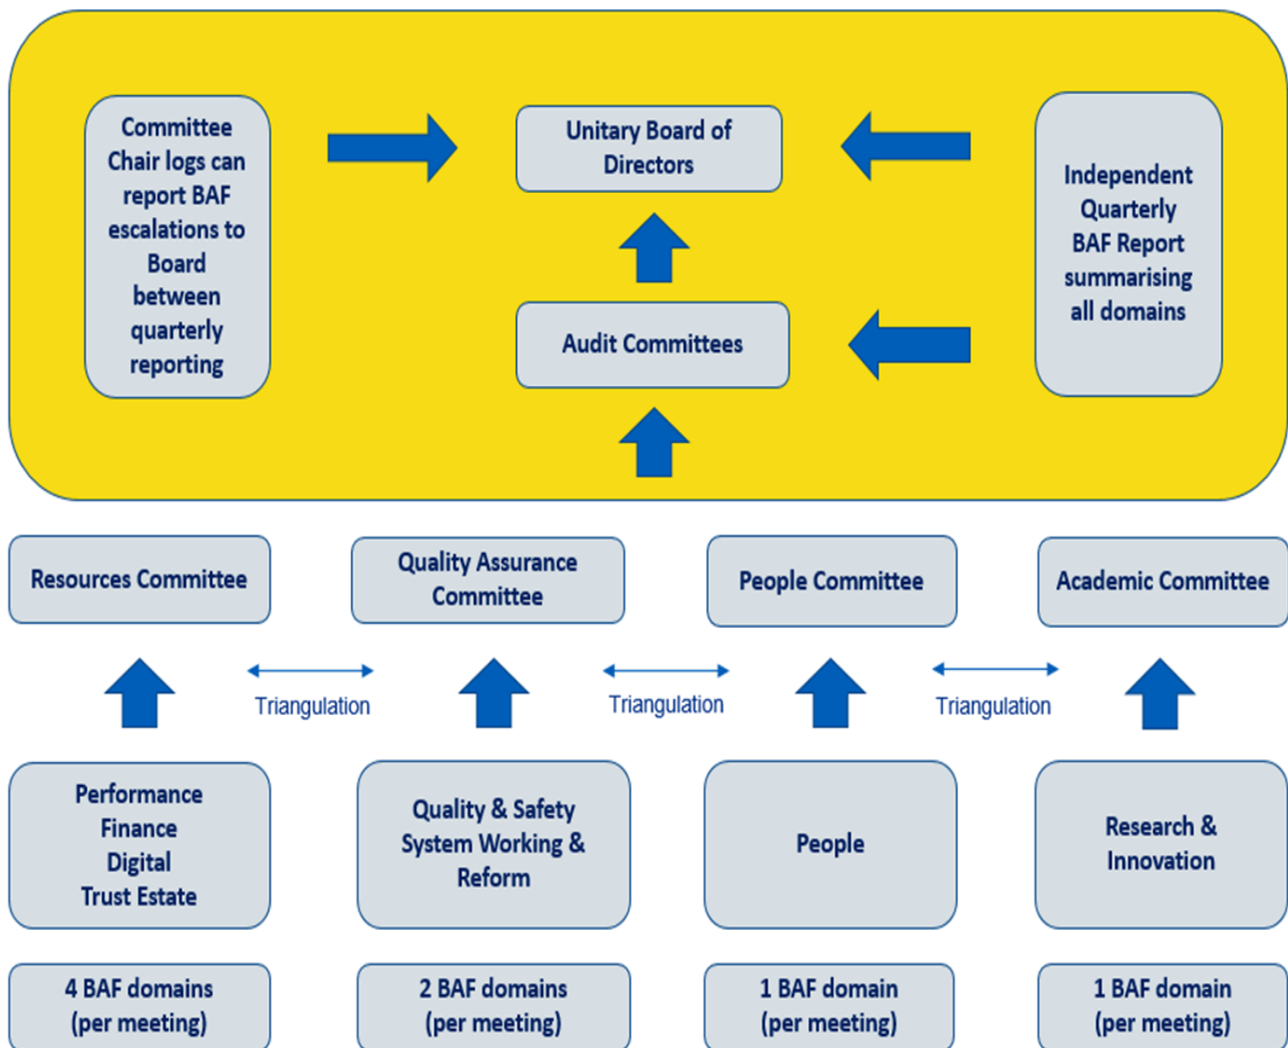 Committee
Chair logs can
report BAF
escalations to
Board
between
quarterly
reporting
Unitary Board of
Directors
Audit Committees
Independent
Quarterly
BAF Report
summarising
all domains
Resources Committee
Quality Assurance
Committee
People Committee
Academic Committee
Triangulation
Triangulation
Triangulation
Performance
Finance
Digital
Trust Estate
Quality & Safety
System Working &
Reform
People
Research &
Innovation
4 BAF domains
(per meeting)
2 BAF domains
(per meeting)
1 BAF domain
(per meeting)
1 BAF domain
(per meeting)